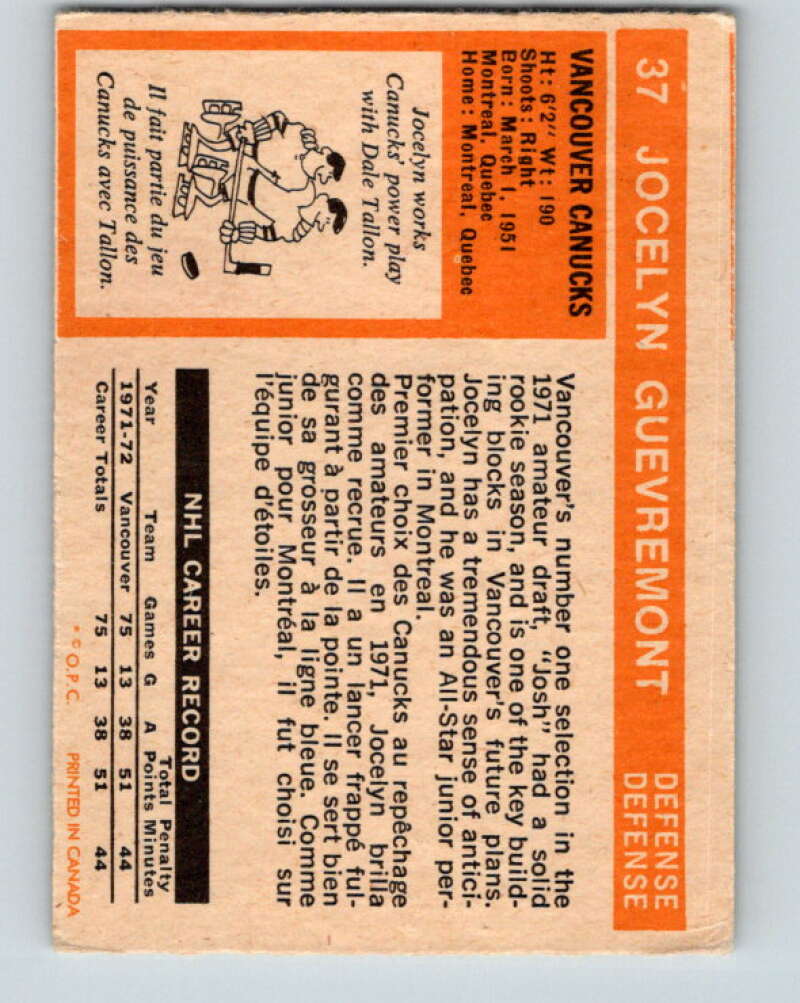 37 JOCELYN GUEVREMONT
DEFENSE
DEFENSE
VANCOUVER CANUCKS
Ht: 6'2" Wt: 190
Shoots: Right
Born: March 1, 1951
Montreal, Quebec
Home: Montreal, Quebec
Jocelyn works
Canucks' power play
with Dale Tallon.
Il fait partie du jeu
de puissance des
Canucks avec Tallon.
Vancouver's number one selection in the
1971 amateur draft, "Josh" had a solid
rookie season, and is one of the key build-
ing blocks in Vancouver's future plans.
Jocelyn has a tremendous sense of antici-
pation, and he was an All-Star junior per-
former in Montreal.
Premier choix des Canucks au repêchage
des amateurs en 1971, Jocelyn brilla
comme recrue. Il a un lancer frappé ful-
gurant à partir de la pointe. Il se sert bien
de sa grosseur à la ligne bleue. Comme
junior pour Montréal, il fut choisi sur
l'équipe d'étoiles.
NHL CAREER RECORD
Year Team Games G A Total Points Penalty Minutes
1971-72 Vancouver 75 13 38 51 44
Career Totals 75 13 38 51 44
* © O.P.C. PRINTED IN CANADA